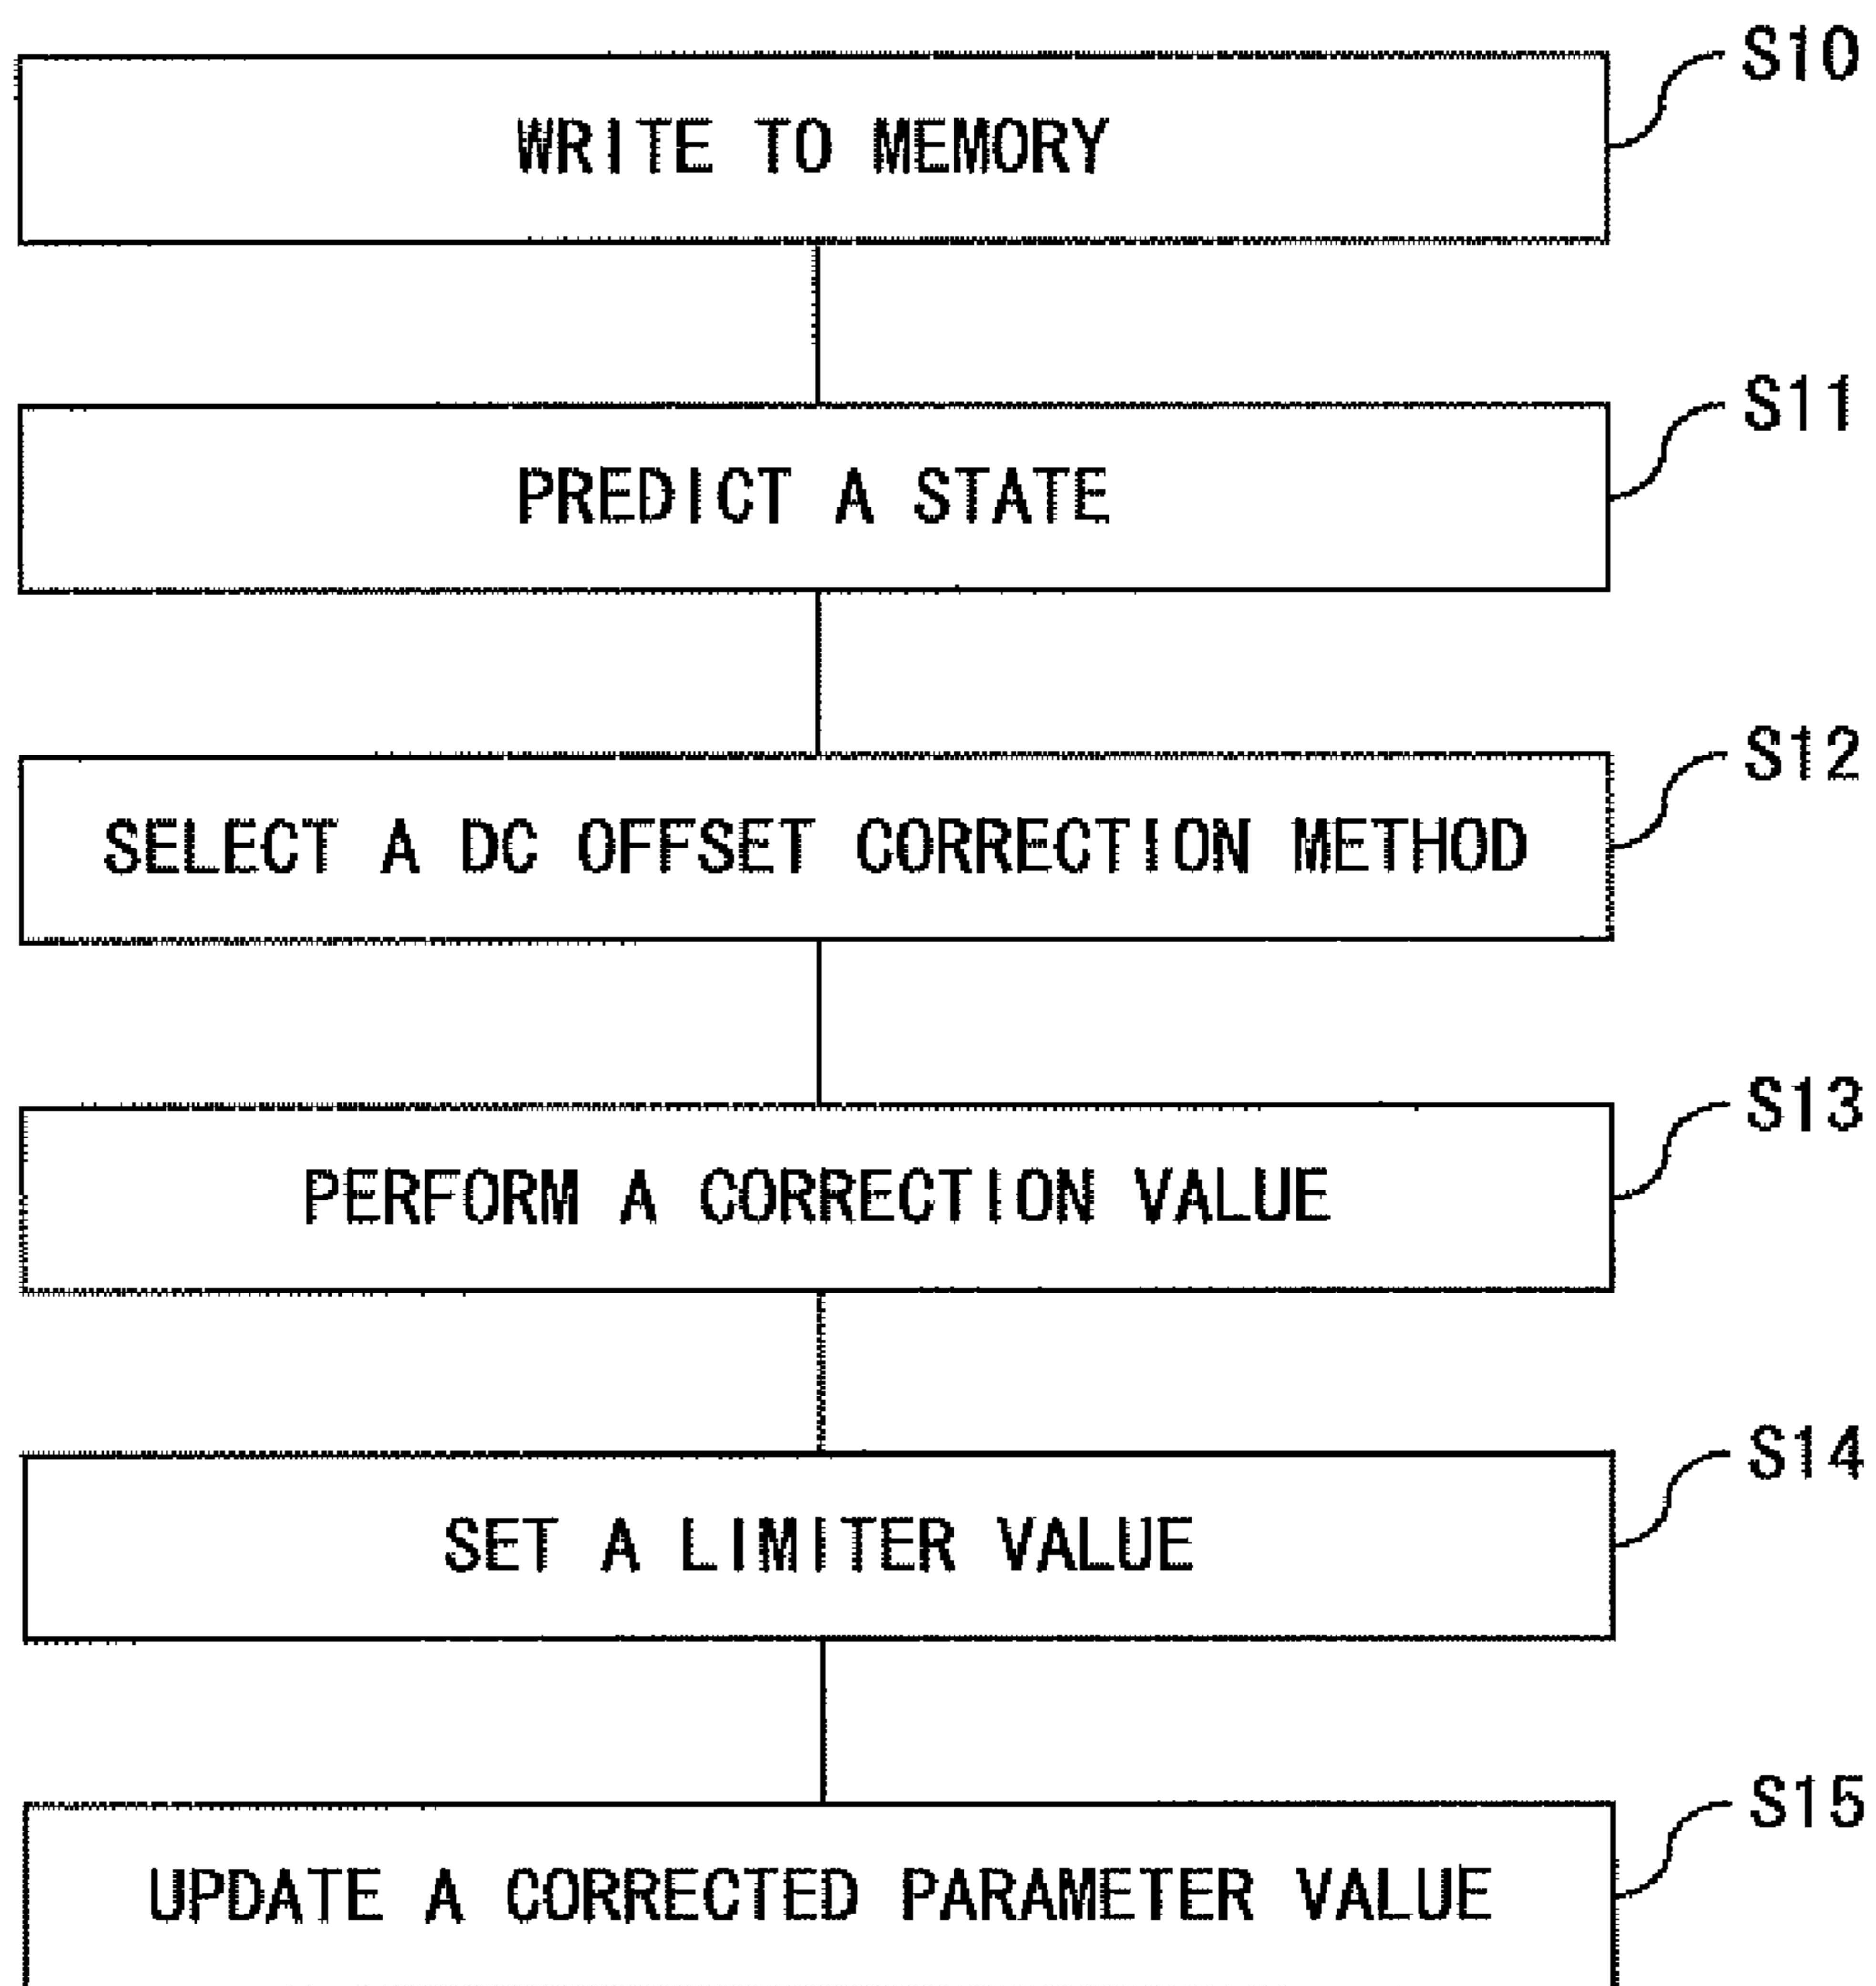 S10
WRITE TO MEMORY
S11
PREDICT A STATE
S12
SELECT A DC OFFSET CORRECTION METHOD
S13
PERFORM A CORRECTION VALUE
S14
SET A LIMITER VALUE
S15
UPDATE A CORRECTED PARAMETER VALUE